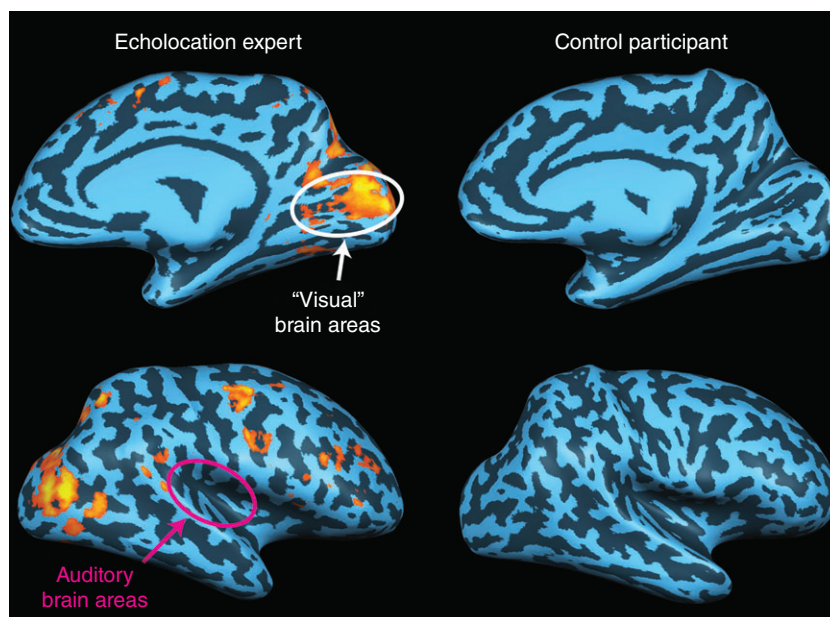 Echolocation expert
Control participant
“Visual”
brain areas
Auditory
brain areas